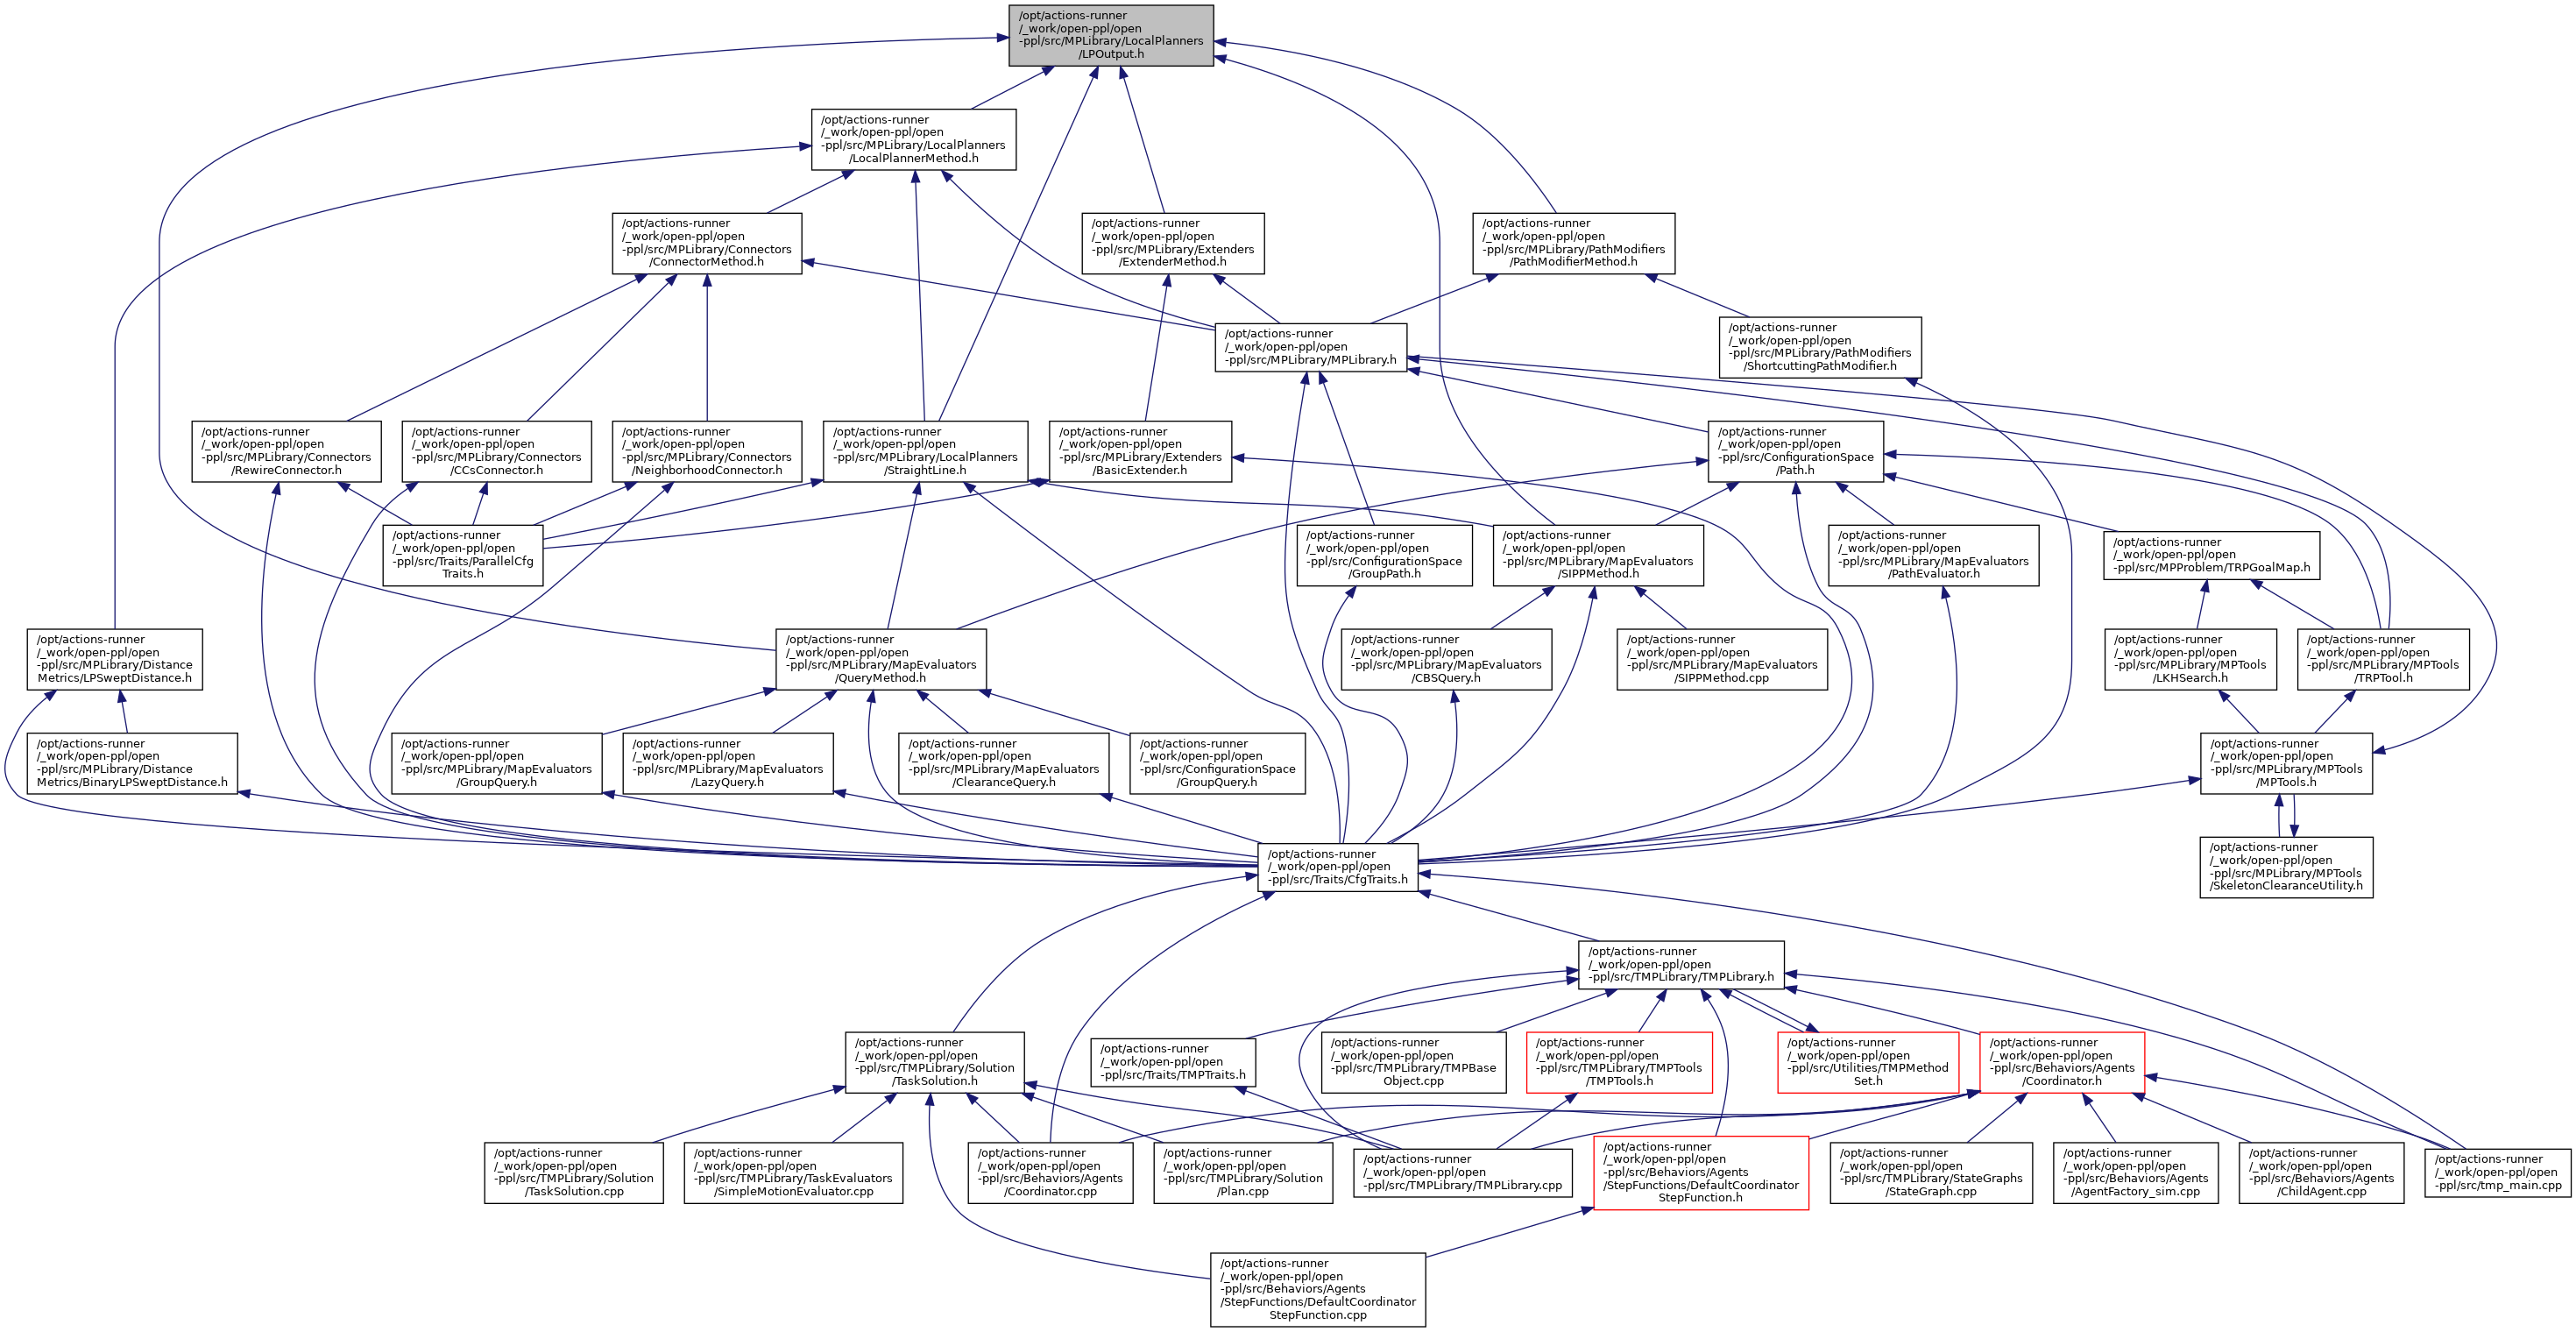 /opt/actions-runner
/_work/open-ppl/open
-ppl/src/MPLibrary/LocalPlanners
/LPOutput.h
/opt/actions-runner
/_work/open-ppl/open
-ppl/src/MPLibrary/LocalPlanners
/LocalPlannerMethod.h
/opt/actions-runner
/_work/open-ppl/open
-ppl/src/MPLibrary/Connectors
/ConnectorMethod.h
/opt/actions-runner
/_work/open-ppl/open
-ppl/src/MPLibrary/Extenders
/ExtenderMethod.h
/opt/actions-runner
/_work/open-ppl/open
-ppl/src/MPLibrary/PathModifiers
/PathModifierMethod.h
/opt/actions-runner
/_work/open-ppl/open
-ppl/src/MPLibrary/MPLibrary.h
/opt/actions-runner
/_work/open-ppl/open
-ppl/src/MPLibrary/PathModifiers
/ShortcuttingPathModifier.h
/opt/actions-runner
/_work/open-ppl/open
-ppl/src/MPLibrary/Connectors
/RewireConnector.h
/opt/actions-runner
/_work/open-ppl/open
-ppl/src/MPLibrary/Connectors
/CCsConnector.h
/opt/actions-runner
/_work/open-ppl/open
-ppl/src/MPLibrary/Connectors
/NeighborhoodConnector.h
/opt/actions-runner
/_work/open-ppl/open
-ppl/src/MPLibrary/LocalPlanners
/StraightLine.h
/opt/actions-runner
/_work/open-ppl/open
-ppl/src/MPLibrary/Extenders
/BasicExtender.h
/opt/actions-runner
/_work/open-ppl/open
-ppl/src/ConfigurationSpace
/Path.h
/opt/actions-runner
/_work/open-ppl/open
-ppl/src/Traits/ParallelCfg
Traits.h
/opt/actions-runner
/_work/open-ppl/open
-ppl/src/ConfigurationSpace
/GroupPath.h
/opt/actions-runner
/_work/open-ppl/open
-ppl/src/MPLibrary/MapEvaluators
/SIPPMethod.h
/opt/actions-runner
/_work/open-ppl/open
-ppl/src/MPLibrary/MapEvaluators
/PathEvaluator.h
/opt/actions-runner
/_work/open-ppl/open
-ppl/src/MPProblem/TRPGoalMap.h
/opt/actions-runner
/_work/open-ppl/open
-ppl/src/MPLibrary/Distance
Metrics/LPSweptDistance.h
/opt/actions-runner
/_work/open-ppl/open
-ppl/src/MPLibrary/MapEvaluators
/QueryMethod.h
/opt/actions-runner
/_work/open-ppl/open
-ppl/src/MPLibrary/MapEvaluators
/CBSQuery.h
/opt/actions-runner
/_work/open-ppl/open
-ppl/src/MPLibrary/MapEvaluators
/SIPPMethod.cpp
/opt/actions-runner
/_work/open-ppl/open
-ppl/src/MPLibrary/MPTools
/LKHSearch.h
/opt/actions-runner
/_work/open-ppl/open
-ppl/src/MPLibrary/MPTools
/TRPTool.h
/opt/actions-runner
/_work/open-ppl/open
-ppl/src/MPLibrary/Distance
Metrics/BinaryLPSweptDistance.h
/opt/actions-runner
/_work/open-ppl/open
-ppl/src/MPLibrary/MapEvaluators
/GroupQuery.h
/opt/actions-runner
/_work/open-ppl/open
-ppl/src/MPLibrary/MapEvaluators
/LazyQuery.h
/opt/actions-runner
/_work/open-ppl/open
-ppl/src/MPLibrary/MapEvaluators
/ClearanceQuery.h
/opt/actions-runner
/_work/open-ppl/open
-ppl/src/ConfigurationSpace
/GroupQuery.h
/opt/actions-runner
/_work/open-ppl/open
-ppl/src/MPLibrary/MPTools
/MPTools.h
/opt/actions-runner
/_work/open-ppl/open
-ppl/src/Traits/CfgTraits.h
/opt/actions-runner
/_work/open-ppl/open
-ppl/src/MPLibrary/MPTools
/SkeletonClearanceUtility.h
/opt/actions-runner
/_work/open-ppl/open
-ppl/src/TMPLibrary/TMPLibrary.h
/opt/actions-runner
/_work/open-ppl/open
-ppl/src/TMPLibrary/Solution
/TaskSolution.h
/opt/actions-runner
/_work/open-ppl/open
-ppl/src/Traits/TMPTraits.h
/opt/actions-runner
/_work/open-ppl/open
-ppl/src/TMPLibrary/TMPBase
Object.cpp
/opt/actions-runner
/_work/open-ppl/open
-ppl/src/TMPLibrary/TMPTools
/TMPTools.h
/opt/actions-runner
/_work/open-ppl/open
-ppl/src/Utilities/TMPMethod
Set.h
/opt/actions-runner
/_work/open-ppl/open
-ppl/src/Behaviors/Agents
/Coordinator.h
/opt/actions-runner
/_work/open-ppl/open
-ppl/src/TMPLibrary/Solution
/TaskSolution.cpp
/opt/actions-runner
/_work/open-ppl/open
-ppl/src/TMPLibrary/TaskEvaluators
/SimpleMotionEvaluator.cpp
/opt/actions-runner
/_work/open-ppl/open
-ppl/src/Behaviors/Agents
/Coordinator.cpp
/opt/actions-runner
/_work/open-ppl/open
-ppl/src/TMPLibrary/Solution
/Plan.cpp
/opt/actions-runner
/_work/open-ppl/open
-ppl/src/TMPLibrary/TMPLibrary.cpp
/opt/actions-runner
/_work/open-ppl/open
-ppl/src/Behaviors/Agents
/StepFunctions/DefaultCoordinator
StepFunction.h
/opt/actions-runner
/_work/open-ppl/open
-ppl/src/TMPLibrary/StateGraphs
/StateGraph.cpp
/opt/actions-runner
/_work/open-ppl/open
-ppl/src/Behaviors/Agents
/AgentFactory_sim.cpp
/opt/actions-runner
/_work/open-ppl/open
-ppl/src/Behaviors/Agents
/ChildAgent.cpp
/opt/actions-runner
/_work/open-ppl/open
-ppl/src/tmp_main.cpp
/opt/actions-runner
/_work/open-ppl/open
-ppl/src/Behaviors/Agents
/StepFunctions/DefaultCoordinator
StepFunction.cpp